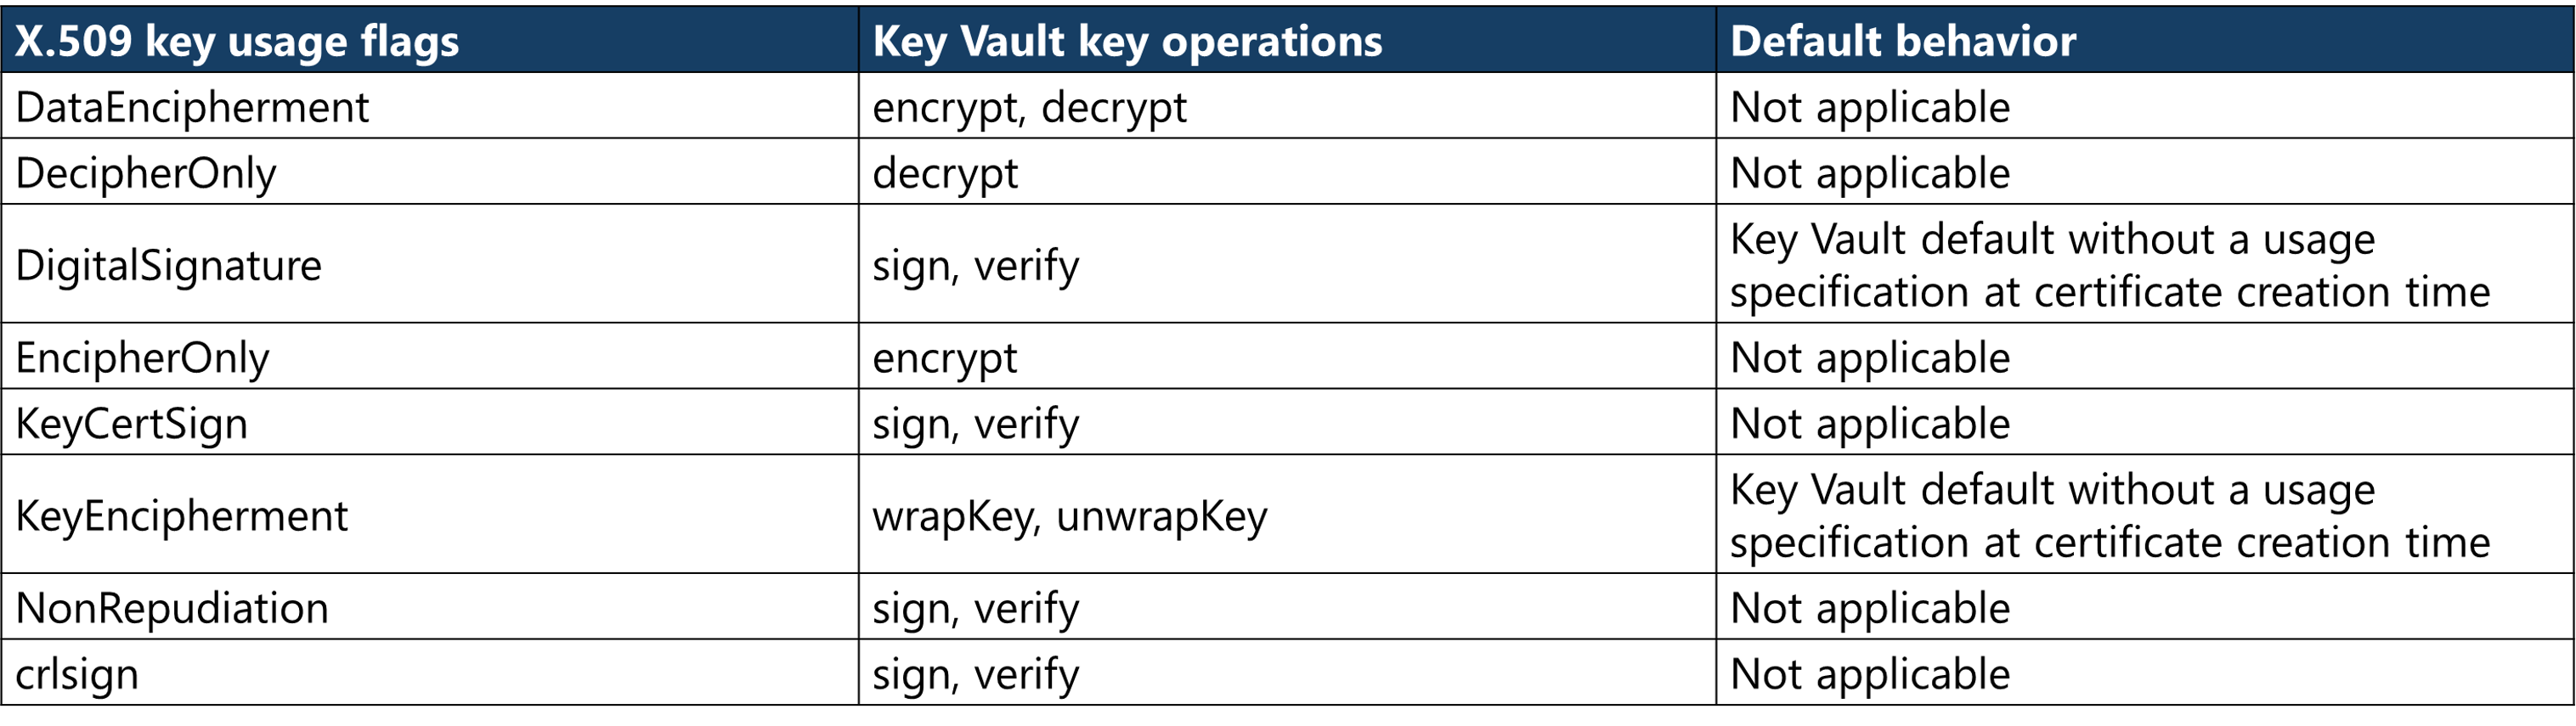 X.509 key usage flags Key Vault key operations Default behavior
DataEncipherment encrypt, decrypt Not applicable
DecipherOnly decrypt Not applicable
DigitalSignature sign, verify Key Vault default without a usage
specification at certificate creation time
EncipherOnly encrypt Not applicable
KeyCertSign sign, verify Not applicable
KeyEncipherment wrapKey, unwrapKey Key Vault default without a usage
specification at certificate creation time
NonRepudiation sign, verify Not applicable
crlsign sign, verify Not applicable